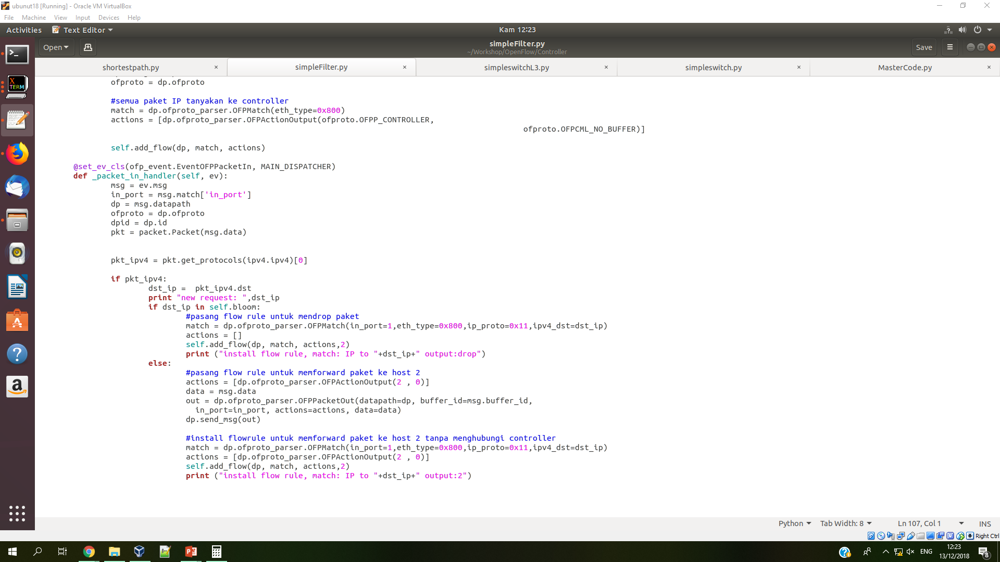 ubunut18 [Running] - Oracle VM VirtualBox
File Machine View Input Devices Help
Activities Text Editor Kam 12:23
Open simpleFilter.py Save
~/Workshop/OpenFlow/Controller
shortestpath.py × simpleFilter.py × simpleswitchL3.py × simpleswitch.py × MasterCode.py ×
ofproto = dp.ofproto
#semua paket IP tanyakan ke controller
match = dp.ofproto_parser.OFPMatch(eth_type=0x800)
actions = [dp.ofproto_parser.OFPActionOutput(ofproto.OFPP_CONTROLLER,
ofproto.OFPCML_NO_BUFFER)]
self.add_flow(dp, match, actions)
@set_ev_cls(ofp_event.EventOFPPacketIn, MAIN_DISPATCHER)
def _packet_in_handler(self, ev):
msg = ev.msg
in_port = msg.match['in_port']
dp = msg.datapath
ofproto = dp.ofproto
dpid = dp.id
pkt = packet.Packet(msg.data)
pkt_ipv4 = pkt.get_protocols(ipv4.ipv4)[0]
if pkt_ipv4:
dst_ip =  pkt_ipv4.dst
print "new request: ",dst_ip
if dst_ip in self.bloom:
#pasang flow rule untuk mendrop paket
match = dp.ofproto_parser.OFPMatch(in_port=1,eth_type=0x800,ip_proto=0x11,ipv4_dst=dst_ip)
actions = []
self.add_flow(dp, match, actions,2)
print ("install flow rule, match: IP to "+dst_ip+" output:drop")
else:
#pasang flow rule untuk memforward paket ke host 2
actions = [dp.ofproto_parser.OFPActionOutput(2 , 0)]
data = msg.data
out = dp.ofproto_parser.OFPPacketOut(datapath=dp, buffer_id=msg.buffer_id,
in_port=in_port, actions=actions, data=data)
dp.send_msg(out)
#install flowrule untuk memforward paket ke host 2 tanpa menghubungi controller
match = dp.ofproto_parser.OFPMatch(in_port=1,eth_type=0x800,ip_proto=0x11,ipv4_dst=dst_ip)
actions = [dp.ofproto_parser.OFPActionOutput(2 , 0)]
self.add_flow(dp, match, actions,2)
print ("install flow rule, match: IP to "+dst_ip+" output:2")
Python Tab Width: 8 Ln 107, Col 1 INS
Right Ctrl
ENG 12:23
13/12/2018 8